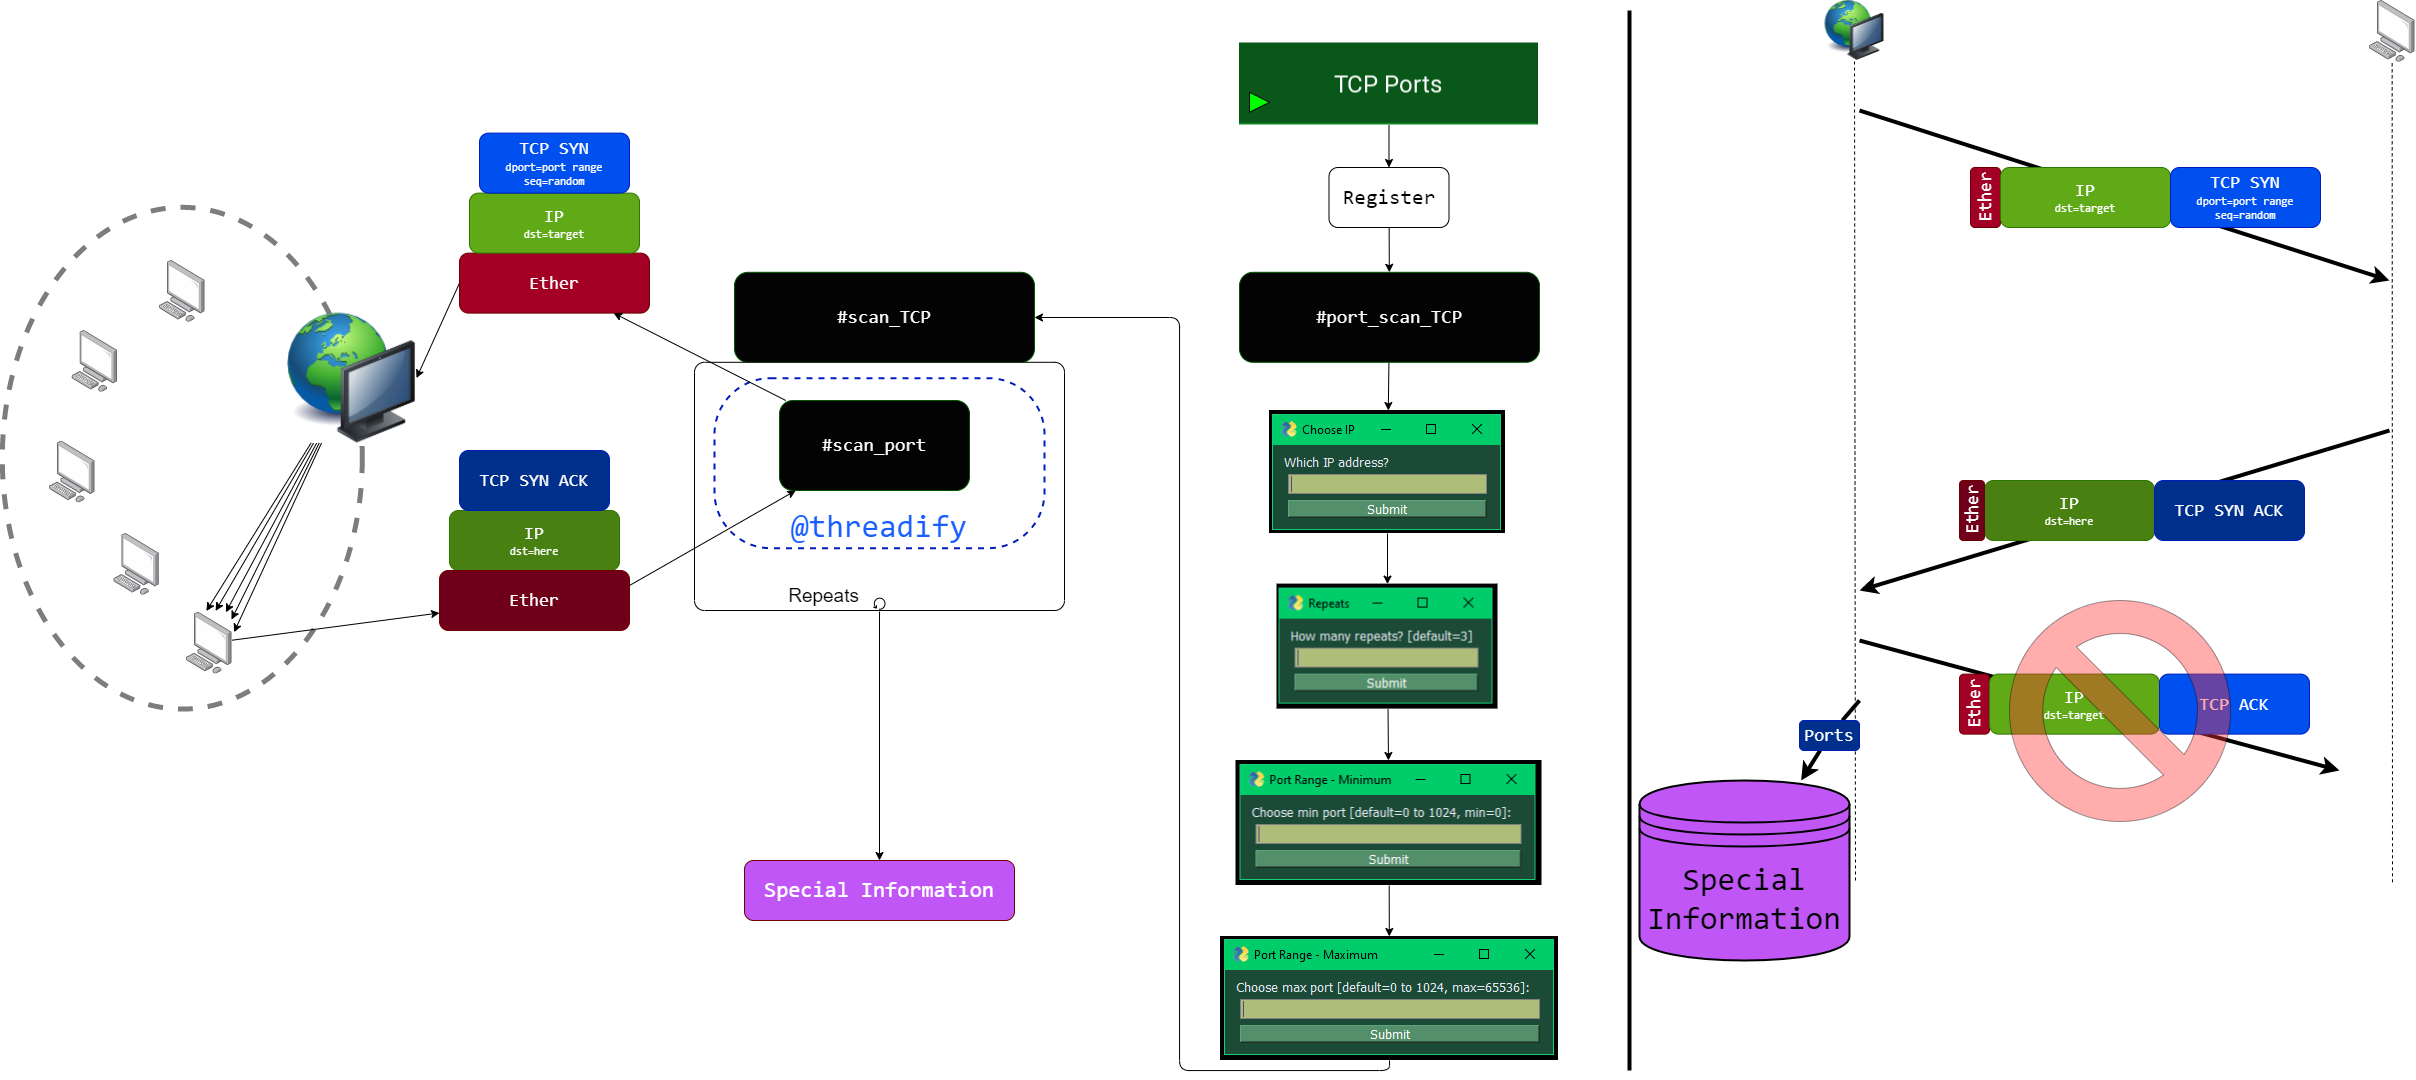 TCP SYN
dport=port range
seq=random
IP
dst=target
Ether
TCP SYN ACK
IP
dst=here
Ether
#scan_TCP
#scan_port
@threadify
Repeats
Special Information
TCP Ports
Register
#port_scan_TCP
Choose IP
Which IP address?
Submit
Repeats
How many repeats? [default=3]
Submit
Port Range - Minimum
Choose min port [default=0 to 1024, min=0]:
Submit
Port Range - Maximum
Choose max port [default=0 to 1024, max=65536]:
Submit
Ether
IP
dst=target
TCP SYN
dport=port range
seq=random
Ether
IP
dst=here
TCP SYN ACK
Ether
IP
dst=target
TCP ACK
Ports
Special
Information